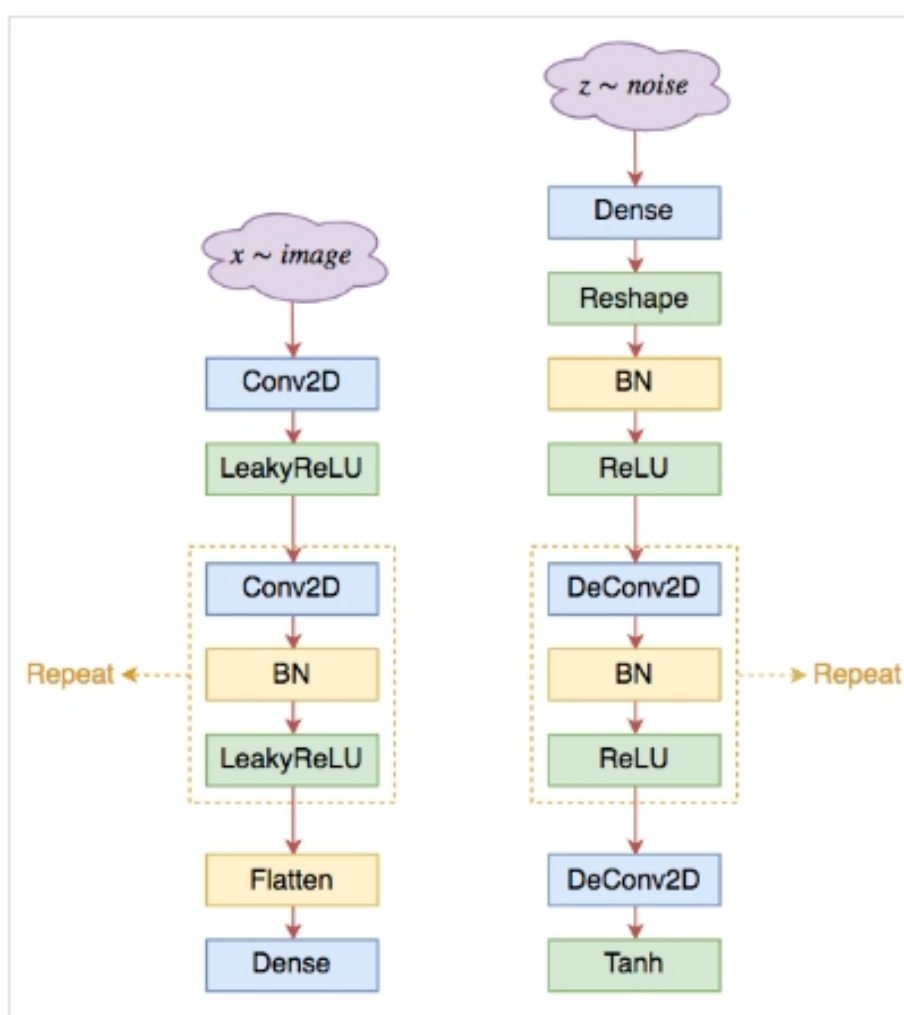 x ~ image
Conv2D
LeakyReLU
Conv2D
BN
LeakyReLU
Repeat
Flatten
Dense
z ~ noise
Dense
Reshape
BN
ReLU
DeConv2D
BN
ReLU
Repeat
DeConv2D
Tanh